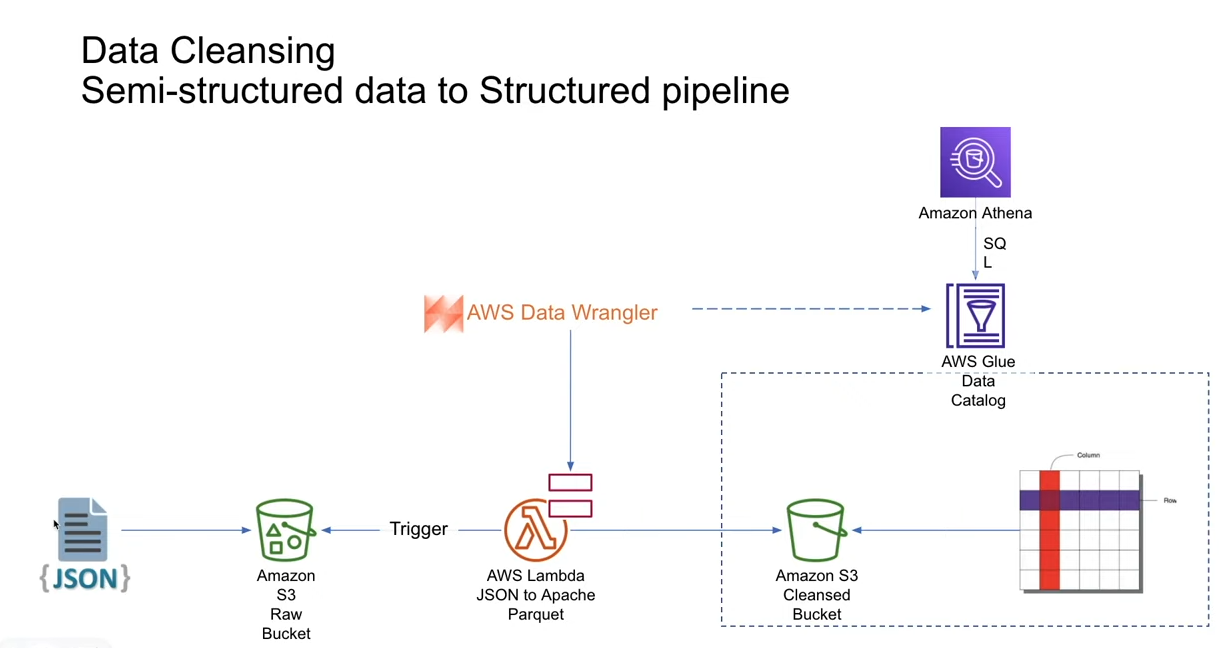 Data Cleansing
Semi-structured data to Structured pipeline
Amazon Athena
SQ
L
AWS Data Wrangler
AWS Glue
Data
Catalog
Column
Row
{JSON}
Trigger
Amazon
S3
Raw
Bucket
AWS Lambda
JSON to Apache
Parquet
Amazon S3
Cleansed
Bucket